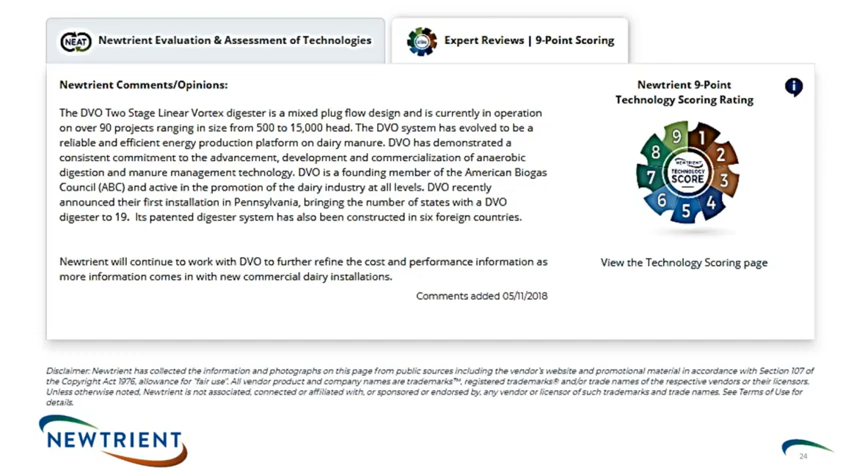 NEAT Newtrient Evaluation & Assessment of Technologies
Expert Reviews | 9-Point Scoring
Newtrient Comments/Opinions:
The DVO Two Stage Linear Vortex digester is a mixed plug flow design and is currently in operation
on over 90 projects ranging in size from 500 to 15,000 head. The DVO system has evolved to be a
reliable and efficient energy production platform on dairy manure. DVO has demonstrated a
consistent commitment to the advancement, development and commercialization of anaerobic
digestion and manure management technology. DVO is a founding member of the American Biogas
Council (ABC) and active in the promotion of the dairy industry at all levels. DVO recently
announced their first installation in Pennsylvania, bringing the number of states with a DVO
digester to 19. Its patented digester system has also been constructed in six foreign countries.
Newtrient will continue to work with DVO to further refine the cost and performance information as
more information comes in with new commercial dairy installations.
Comments added 05/11/2018
Newtrient 9-Point
Technology Scoring Rating
9
1
8
2
7
3
6
5
4
NEWTRIENT
TECHNOLOGY
SCORE
View the Technology Scoring page
Disclaimer: Newtrient has collected the information and photographs on this page from public sources including the vendor's website and promotional material in accordance with Section 107 of
the Copyright Act 1976, allowance for "fair use". All vendor product and company names are trademarks™, registered trademarks® and/or trade names of the respective vendors or their licensors.
Unless otherwise noted, Newtrient is not associated, connected or affiliated with, or sponsored or endorsed by, any vendor or licensor of such trademarks and trade names. See Terms of Use for
details.
NEWTRIENT
24